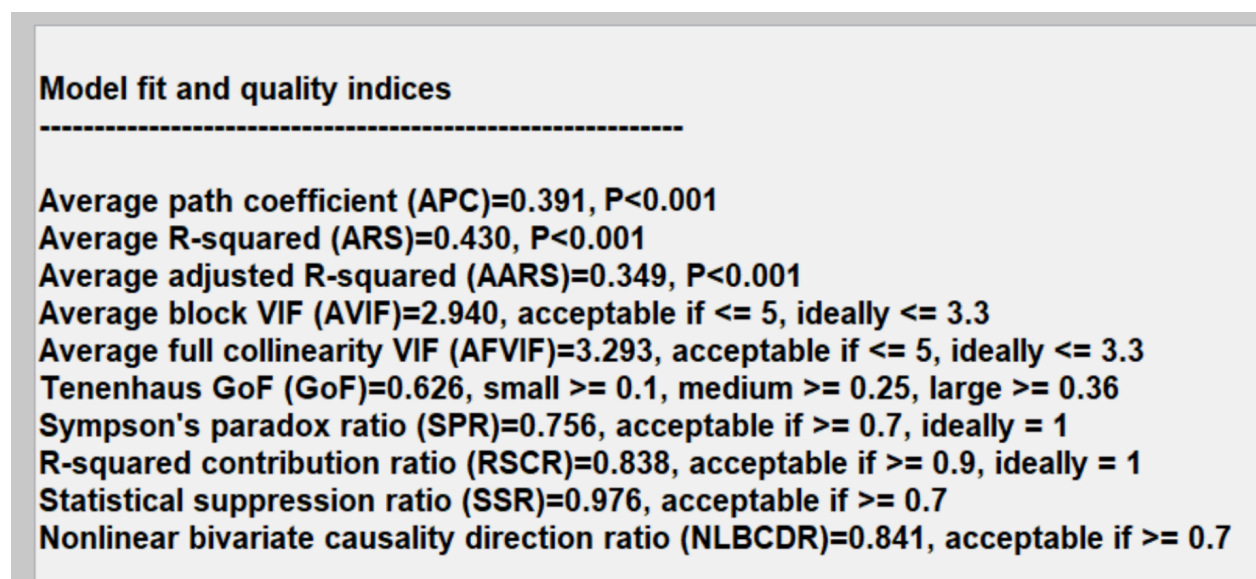 Model fit and quality indices
-----------------------------------------------------------
Average path coefficient (APC)=0.391, P<0.001
Average R-squared (ARS)=0.430, P<0.001
Average adjusted R-squared (AARS)=0.349, P<0.001
Average block VIF (AVIF)=2.940, acceptable if <= 5, ideally <= 3.3
Average full collinearity VIF (AFVIF)=3.293, acceptable if <= 5, ideally <= 3.3
Tenenhaus GoF (GoF)=0.626, small >= 0.1, medium >= 0.25, large >= 0.36
Sympson's paradox ratio (SPR)=0.756, acceptable if >= 0.7, ideally = 1
R-squared contribution ratio (RSCR)=0.838, acceptable if >= 0.9, ideally = 1
Statistical suppression ratio (SSR)=0.976, acceptable if >= 0.7
Nonlinear bivariate causality direction ratio (NLBCDR)=0.841, acceptable if >= 0.7